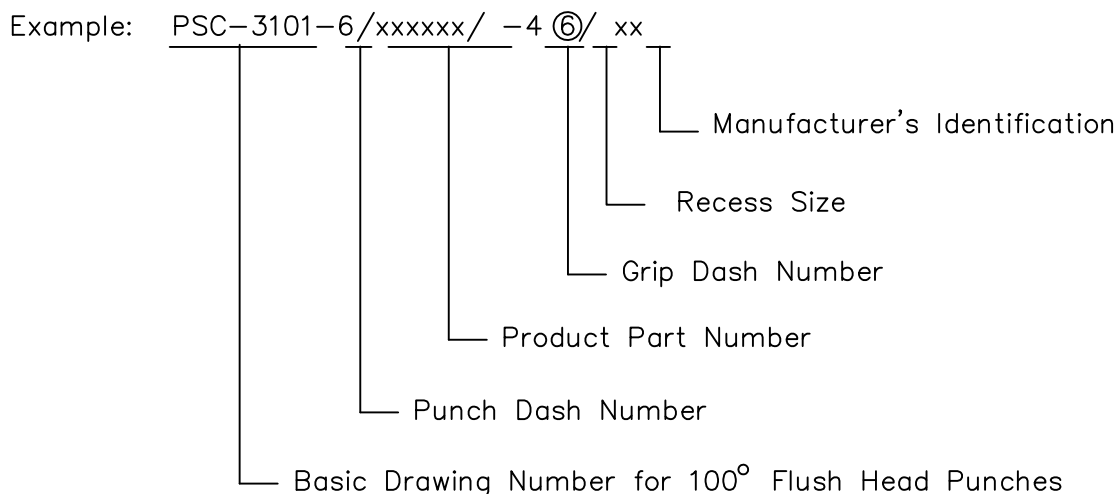 Example: PSC-3101-6/xxxxxx/ -4 ⑥/ xx
Manufacturer's Identification
Recess Size
Grip Dash Number
Product Part Number
Punch Dash Number
Basic Drawing Number for 100° Flush Head Punches